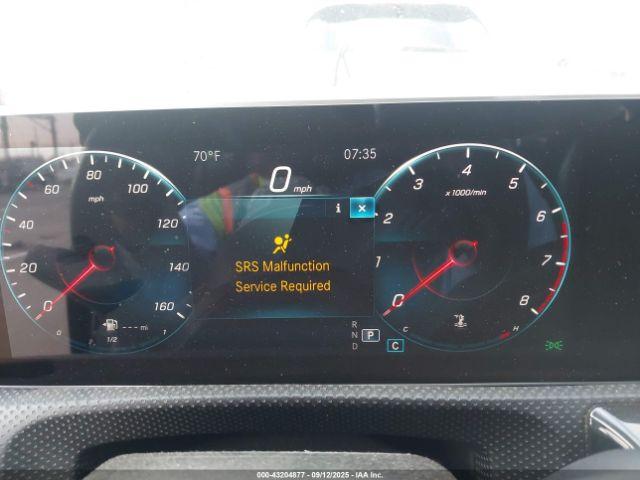 70°F
07:35
0 mph
i ×
SRS Malfunction
Service Required
0 20 40 60 80 100 120 140 160
mph
0 1/2 1
--- mi
0 1 2 3 4 5 6 7 8
x 1000/min
C H
R
N P
D C
000-43204877 - 09/12/2025 - IAA Inc.